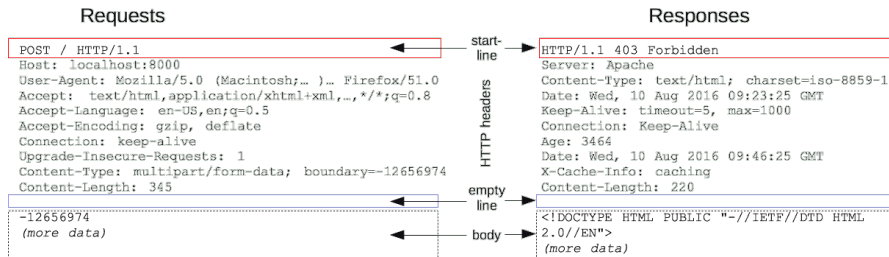 Requests
POST / HTTP/1.1
Host: localhost:8000
User-Agent: Mozilla/5.0 (Macintosh;… )… Firefox/51.0
Accept: text/html,application/xhtml+xml,…,*/*;q=0.8
Accept-Language: en-US,en;q=0.5
Accept-Encoding: gzip, deflate
Connection: keep-alive
Upgrade-Insecure-Requests: 1
Content-Type: multipart/form-data; boundary=-12656974
Content-Length: 345
-12656974
(more data)
start-
line
HTTP headers
empty
line
body
Responses
HTTP/1.1 403 Forbidden
Server: Apache
Content-Type: text/html; charset=iso-8859-1
Date: Wed, 10 Aug 2016 09:23:25 GMT
Keep-Alive: timeout=5, max=1000
Connection: Keep-Alive
Age: 3464
Date: Wed, 10 Aug 2016 09:46:25 GMT
X-Cache-Info: caching
Content-Length: 220
<!DOCTYPE HTML PUBLIC "-//IETF//DTD HTML
2.0//EN">
(more data)